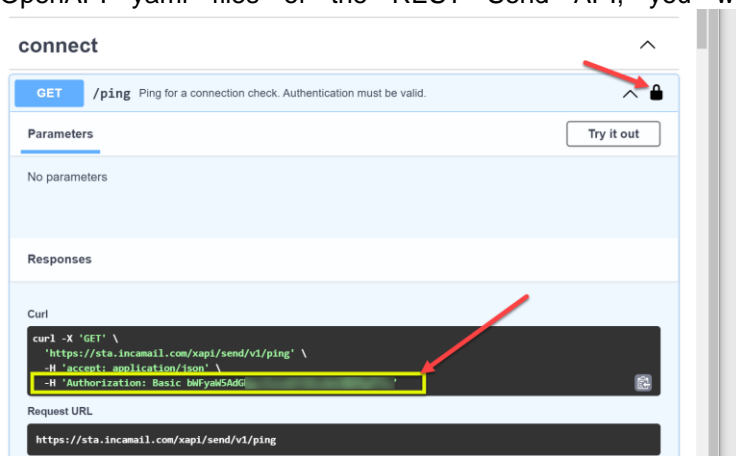 OpenAPI yaml files of the REST Send API, you w
connect
GET /ping Ping for a connection check. Authentication must be valid.
Parameters Try it out
No parameters
Responses
Curl
curl -X 'GET' \
'https://sta.incamail.com/xapi/send/v1/ping' \
-H 'accept: application/json' \
-H 'Authorization: Basic bWFyaW5AdG '
Request URL
https://sta.incamail.com/xapi/send/v1/ping